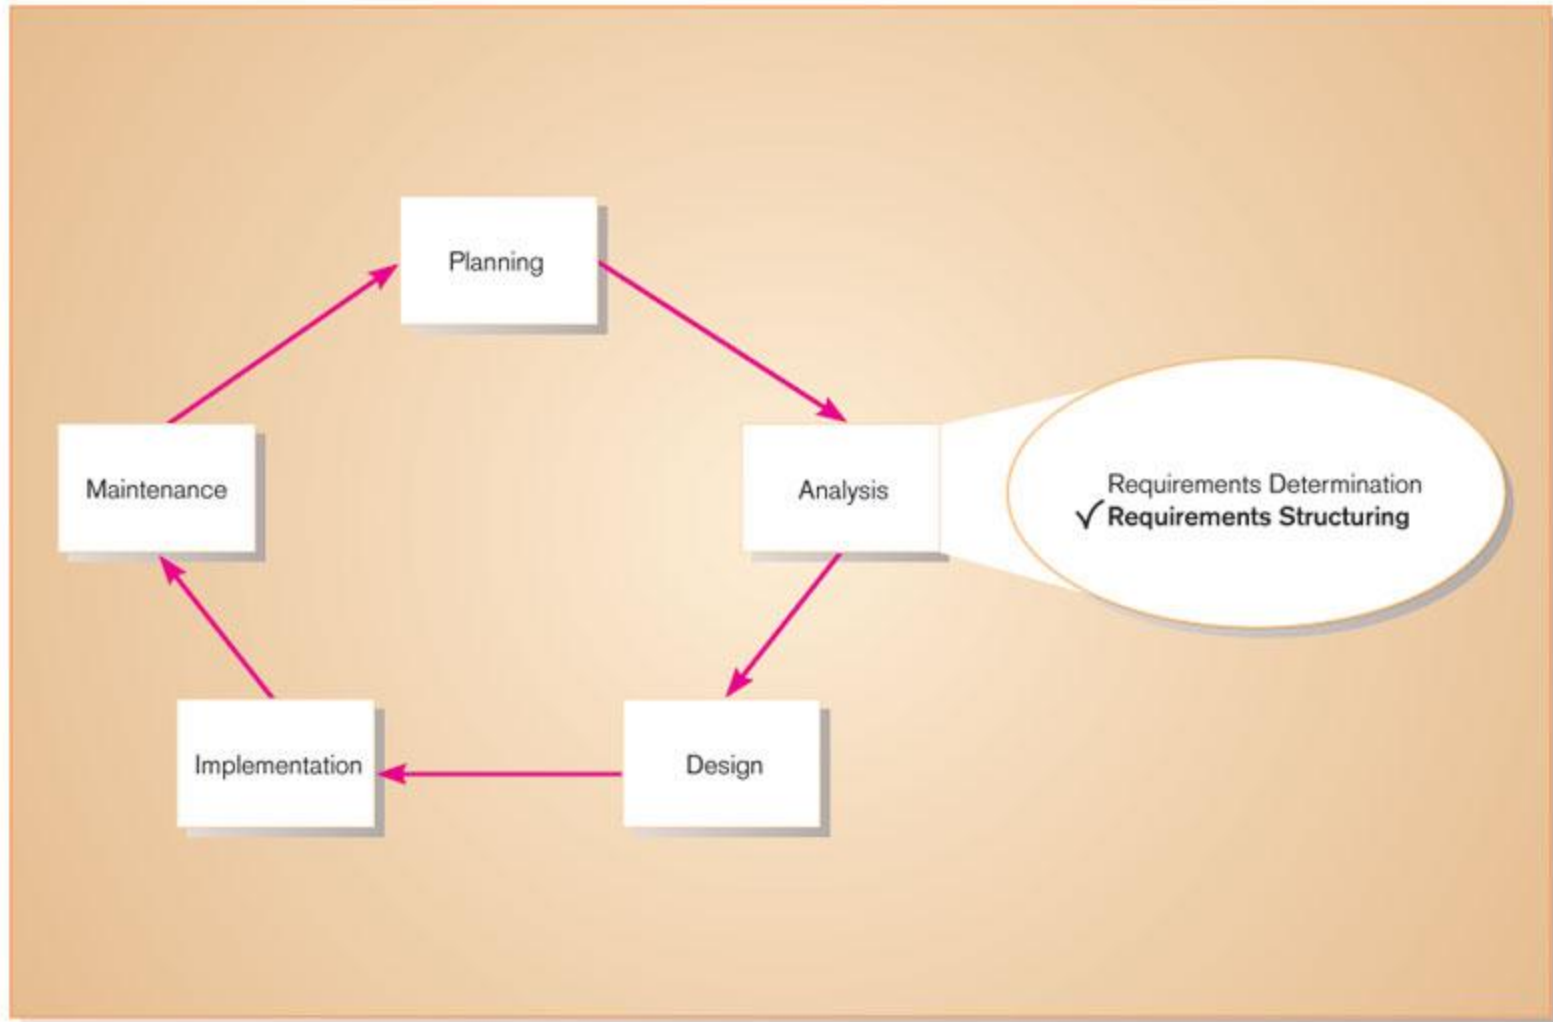 Planning
Maintenance
Analysis
Requirements Determination
✓Requirements Structuring
Implementation
Design